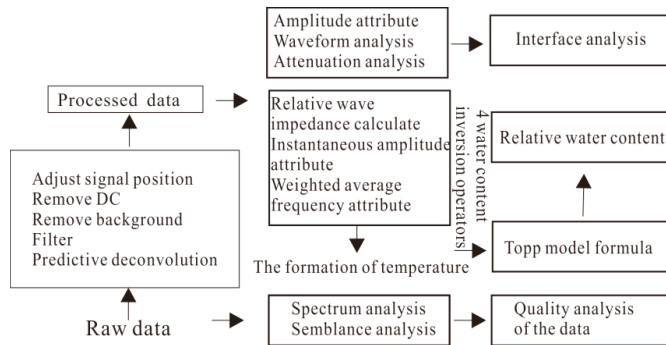 Amplitude attribute
Waveform analysis
Attenuation analysis
Interface analysis
Processed data
Relative wave
impedance calculate
Instantaneous amplitude
attribute
Weighted average
frequency attribute
4 water content
inversion operators
Relative water content
Adjust signal position
Remove DC
Remove background
Filter
Predictive deconvolution
The formation of temperature
Topp model formula
Raw data
Spectrum analysis
Semblance analysis
Quality analysis
of the data